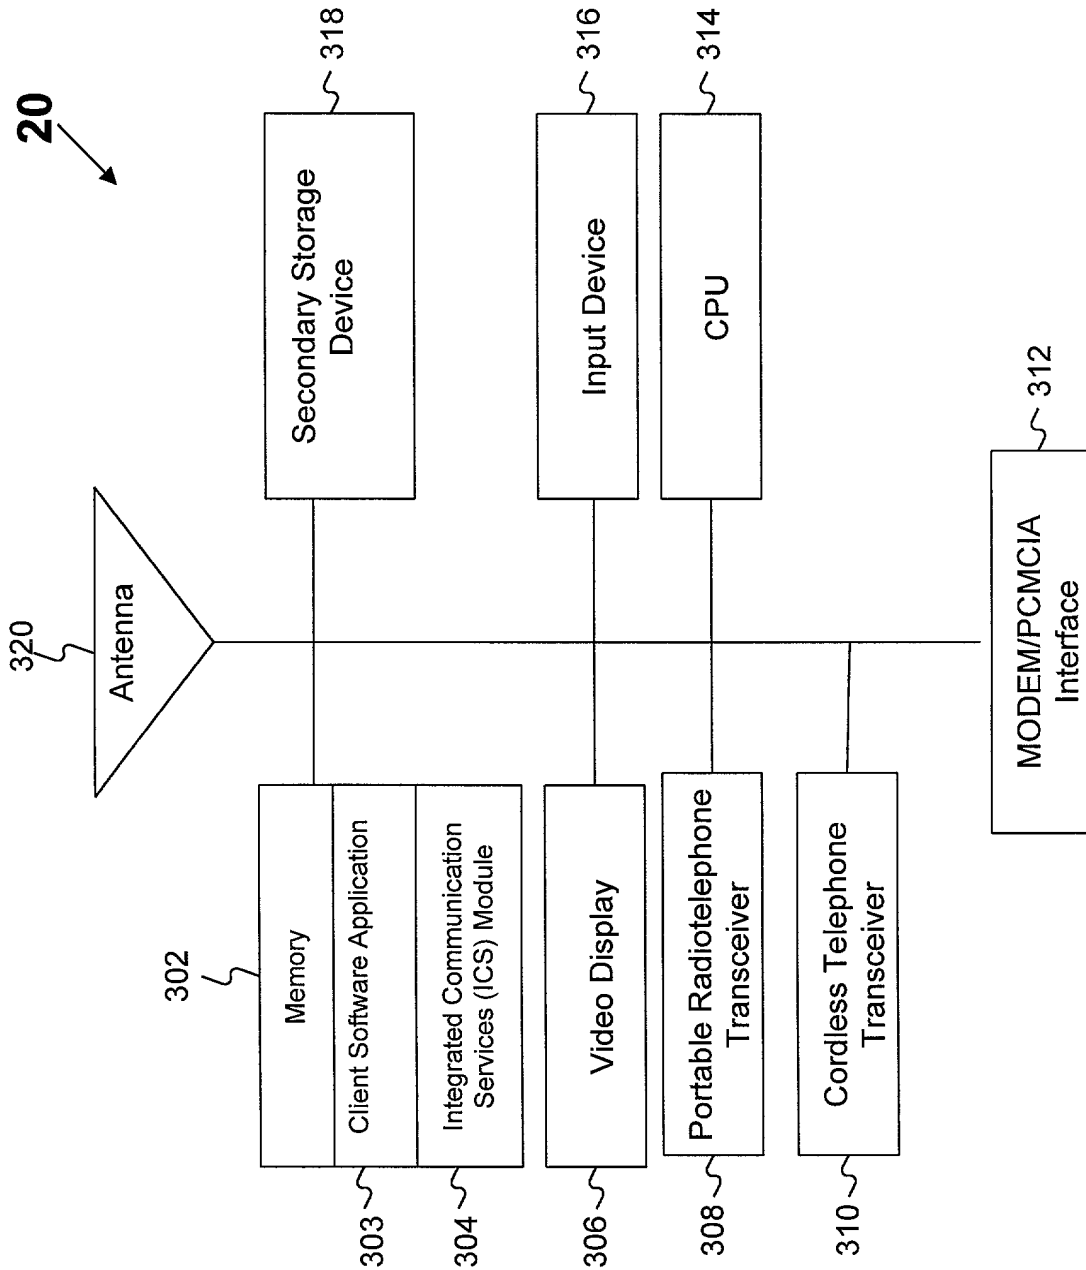 20
320
Antenna
302
Memory
303
Client Software Application
304
Integrated Communication
Services (ICS) Module
306
Video Display
308
Portable Radiotelephone
Transceiver
310
Cordless Telephone
Transceiver
318
Secondary Storage
Device
316
Input Device
314
CPU
312
MODEM/PCMCIA
Interface